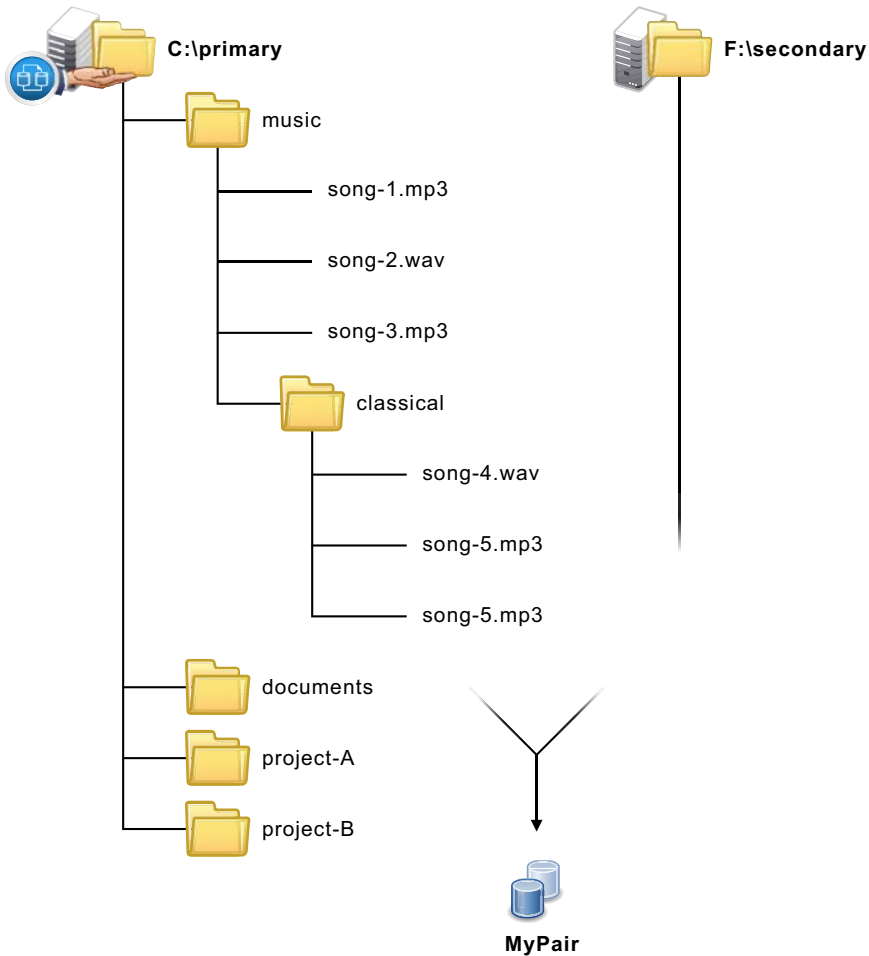 C:\primary
F:\secondary
music
song-1.mp3
song-2.wav
song-3.mp3
classical
song-4.wav
song-5.mp3
song-5.mp3
documents
project-A
project-B
MyPair